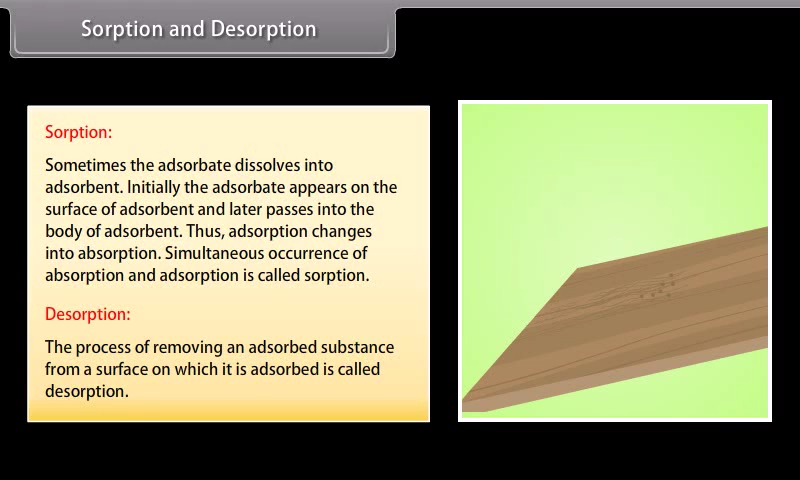 Sorption and Desorption
Sorption:
Sometimes the adsorbate dissolves into
adsorbent. Initially the adsorbate appears on the
surface of adsorbent and later passes into the
body of adsorbent. Thus, adsorption changes
into absorption. Simultaneous occurrence of
absorption and adsorption is called sorption.
Desorption:
The process of removing an adsorbed substance
from a surface on which it is adsorbed is called
desorption.